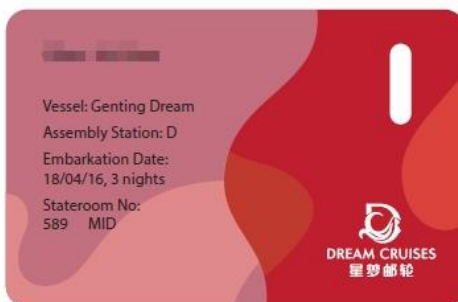 Vessel: Genting Dream
Assembly Station: D
Embarkation Date:
18/04/16, 3 nights
Stateroom No:
589 MID
DREAM CRUISES
星梦邮轮